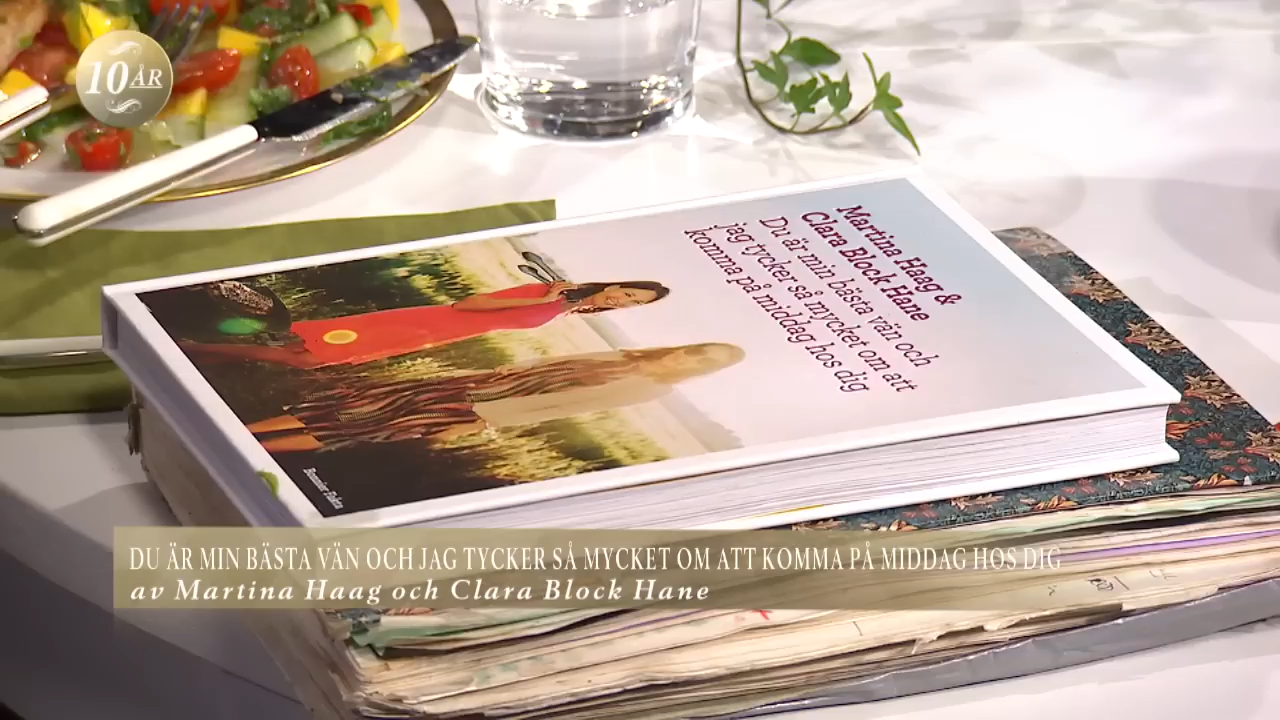 10 ÅR
Martina Haag &
Clara Block Hane
Du är min bästa vän och
jag tycker så mycket om att
komma på middag hos dig
DU ÄR MIN BÄSTA VÄN OCH JAG TYCKER SÅ MYCKET OM ATT KOMMA PÅ MIDDAG HOS DIG
av Martina Haag och Clara Block Hane